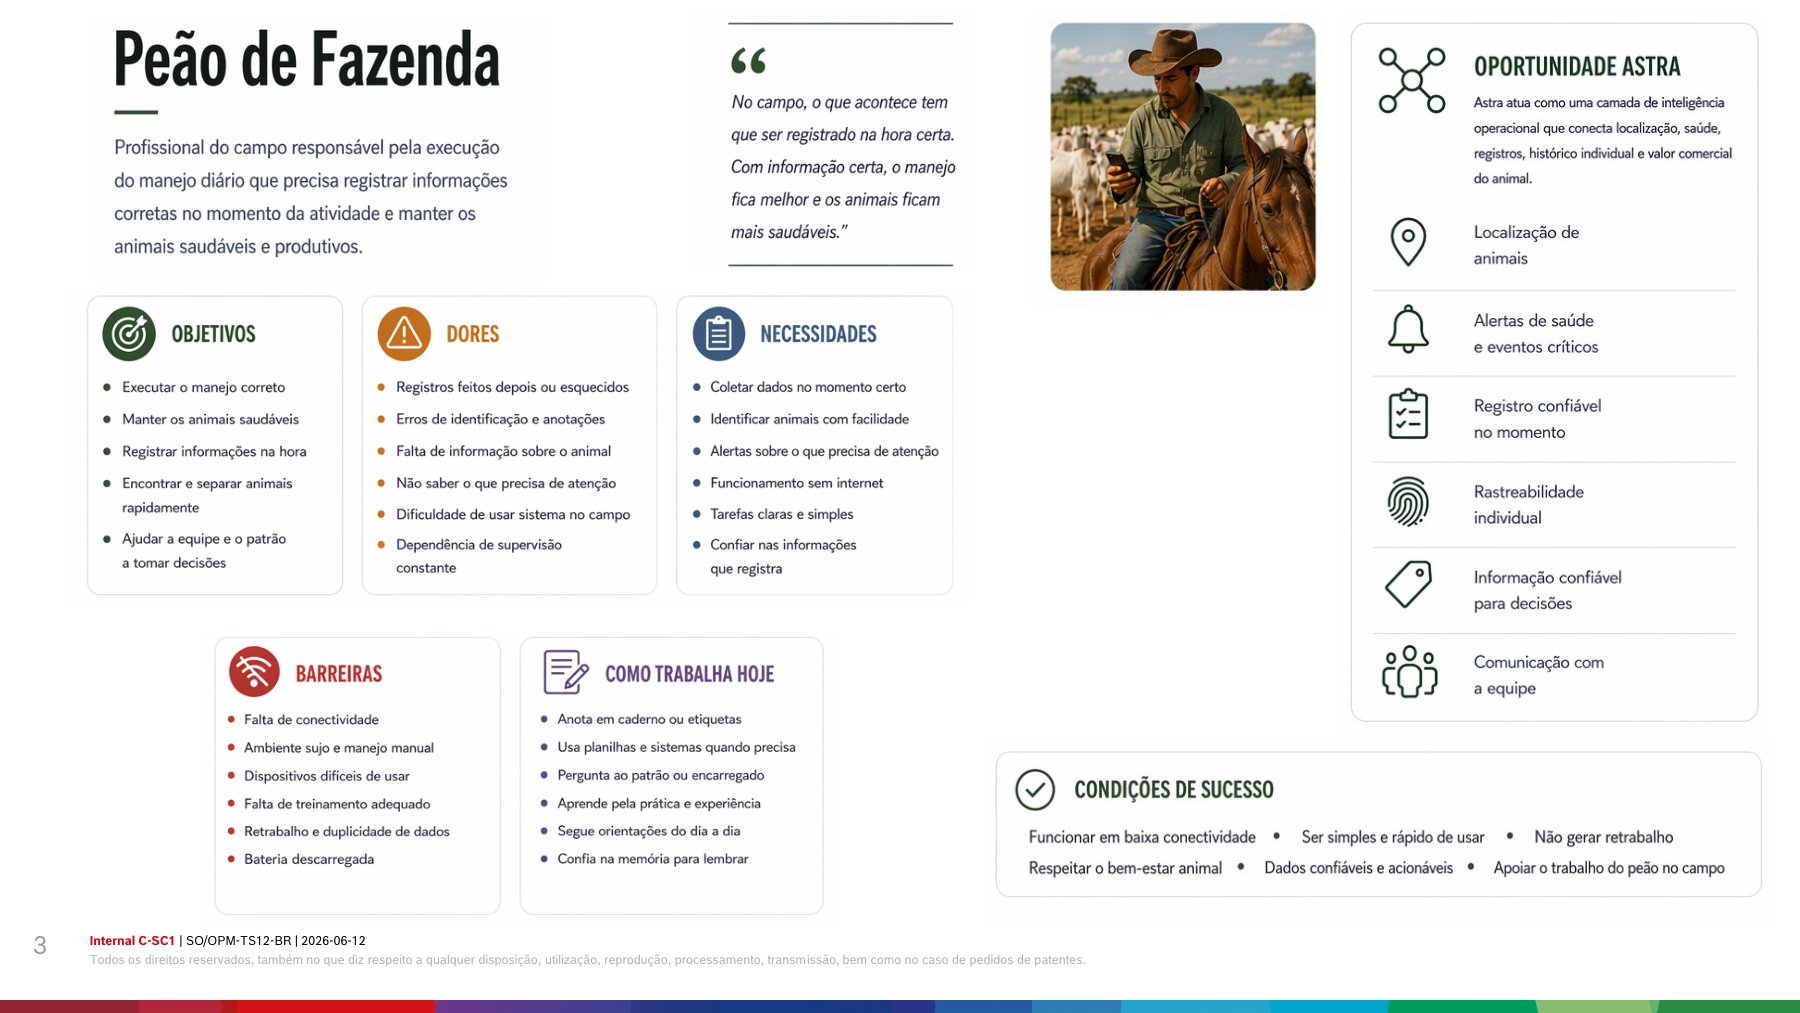 Peão de Fazenda
Profissional do campo responsável pela execução
do manejo diário que precisa registrar informações
corretas no momento da atividade e manter os
animais saudáveis e produtivos.
“
No campo, o que acontece tem
que ser registrado na hora certa.
Com informação certa, o manejo
fica melhor e os animais ficam
mais saudáveis.”
OPORTUNIDADE ASTRA
Astra atua como uma camada de inteligência
operacional que conecta localização, saúde,
registros, histórico individual e valor comercial
do animal.
Localização de
animais
Alertas de saúde
e eventos críticos
Registro confiável
no momento
Rastreabilidade
individual
Informação confiável
para decisões
Comunicação com
a equipe
OBJETIVOS
• Executar o manejo correto
• Manter os animais saudáveis
• Registrar informações na hora
• Encontrar e separar animais
rapidamente
• Ajudar a equipe e o patrão
a tomar decisões
DORES
• Registros feitos depois ou esquecidos
• Erros de identificação e anotações
• Falta de informação sobre o animal
• Não saber o que precisa de atenção
• Dificuldade de usar sistema no campo
• Dependência de supervisão
constante
NECESSIDADES
• Coletar dados no momento certo
• Identificar animais com facilidade
• Alertas sobre o que precisa de atenção
• Funcionamento sem internet
• Tarefas claras e simples
• Confiar nas informações
que registra
BARREIRAS
• Falta de conectividade
• Ambiente sujo e manejo manual
• Dispositivos difíceis de usar
• Falta de treinamento adequado
• Retrabalho e duplicidade de dados
• Bateria descarregada
COMO TRABALHA HOJE
• Anota em caderno ou etiquetas
• Usa planilhas e sistemas quando precisa
• Pergunta ao patrão ou encarregado
• Aprende pela prática e experiência
• Segue orientações do dia a dia
• Confia na memória para lembrar
CONDIÇÕES DE SUCESSO
Funcionar em baixa conectividade • Ser simples e rápido de usar • Não gerar retrabalho
Respeitar o bem-estar animal • Dados confiáveis e acionáveis • Apoiar o trabalho do peão no campo
3
Internal C-SC1 | SO/OPM-TS12-BR | 2026-06-12
Todos os direitos reservados, também no que diz respeito a qualquer disposição, utilização, reprodução, processamento, transmissão, bem como no caso de pedidos de patentes.